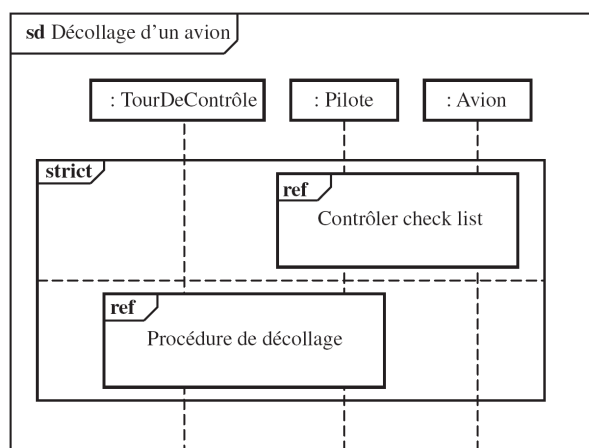 sd Décollage d’un avion
: TourDeContrôle
: Pilote
: Avion
strict
ref
Contrôler check list
ref
Procédure de décollage